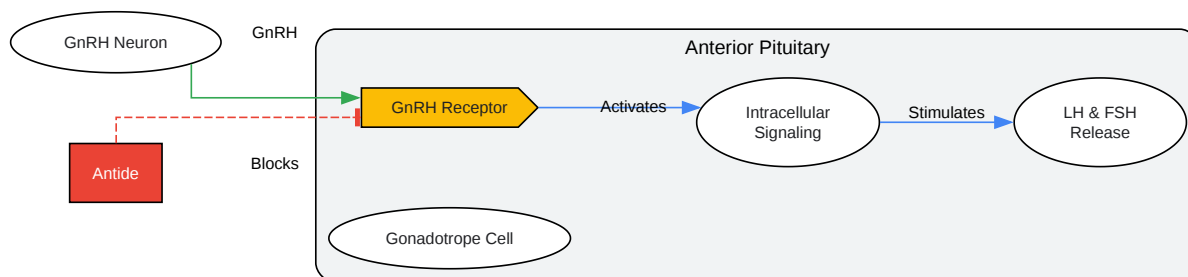 GnRH Neuron
GnRH
Anterior Pituitary
GnRH Receptor
Activates
Intracellular
Signaling
Stimulates
LH & FSH
Release
Antide
Blocks
Gonadotrope Cell